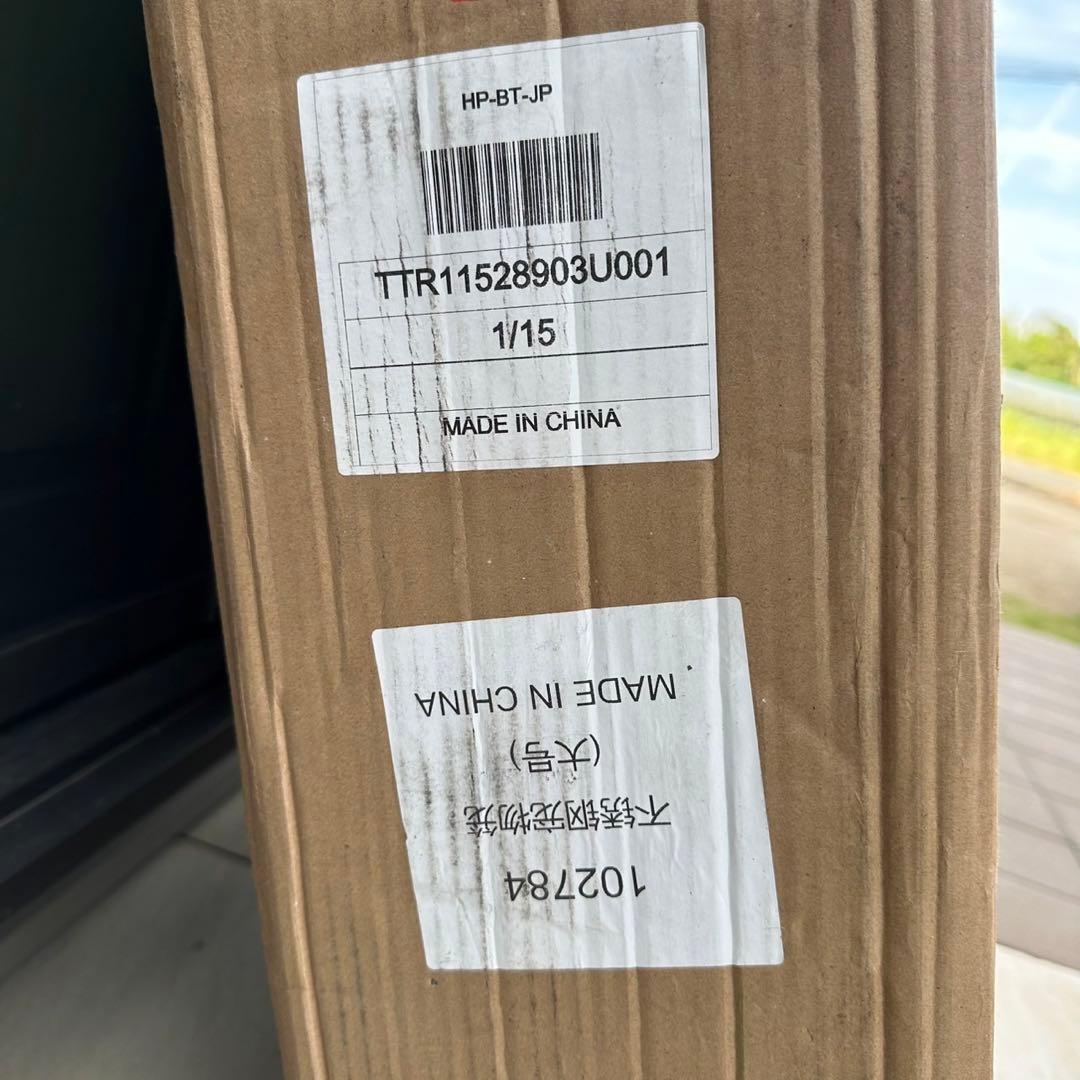 HP-BT-JP
TTR11528903U001
1/15
MADE IN CHINA
102784
不锈钢宠物笼
(大号)
MADE IN CHINA